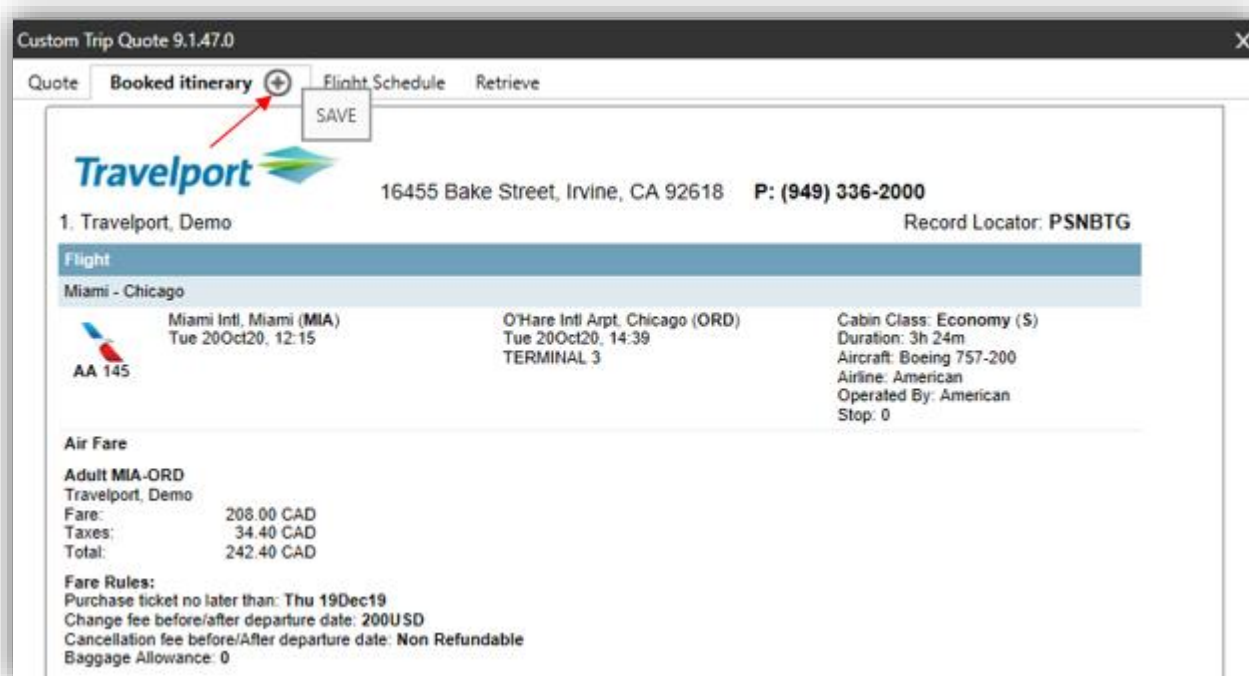 Custom Trip Quote 9.1.47.0 X
Quote Booked itinerary Flight Schedule Retrieve
SAVE
Travelport
16455 Bake Street, Irvine, CA 92618 P: (949) 336-2000
1. Travelport, Demo Record Locator: PSNBTG
Flight
Miami - Chicago
Miami Intl, Miami (MIA) O'Hare Intl Arpt, Chicago (ORD) Cabin Class: Economy (S)
Tue 20Oct20, 12:15 Tue 20Oct20, 14:39 Duration: 3h 24m
TERMINAL 3 Aircraft: Boeing 757-200
AA 145 Airline: American
Operated By: American
Stop: 0
Air Fare
Adult MIA-ORD
Travelport, Demo
Fare: 208.00 CAD
Taxes: 34.40 CAD
Total: 242.40 CAD
Fare Rules:
Purchase ticket no later than: Thu 19Dec19
Change fee before/after departure date: 200USD
Cancellation fee before/After departure date: Non Refundable
Baggage Allowance: 0